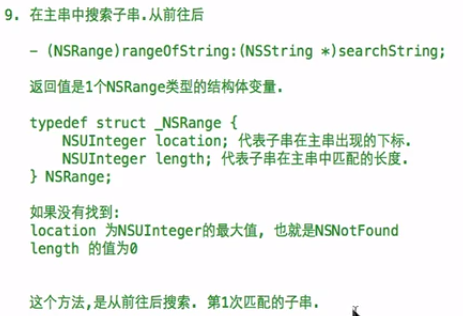 9. 在主串中搜索子串.从前往后
- (NSRange)rangeOfString:(NSString *)searchString;
返回值是1个NSRange类型的结构体变量.
typedef struct _NSRange {
NSUInteger location; 代表子串在主串出现的下标.
NSUInteger length; 代表子串在主串中匹配的长度.
} NSRange;
如果没有找到:
location 为NSUInteger的最大值, 也就是NSNotFound
length 的值为0
这个方法,是从前往后搜索. 第1次匹配的子串.